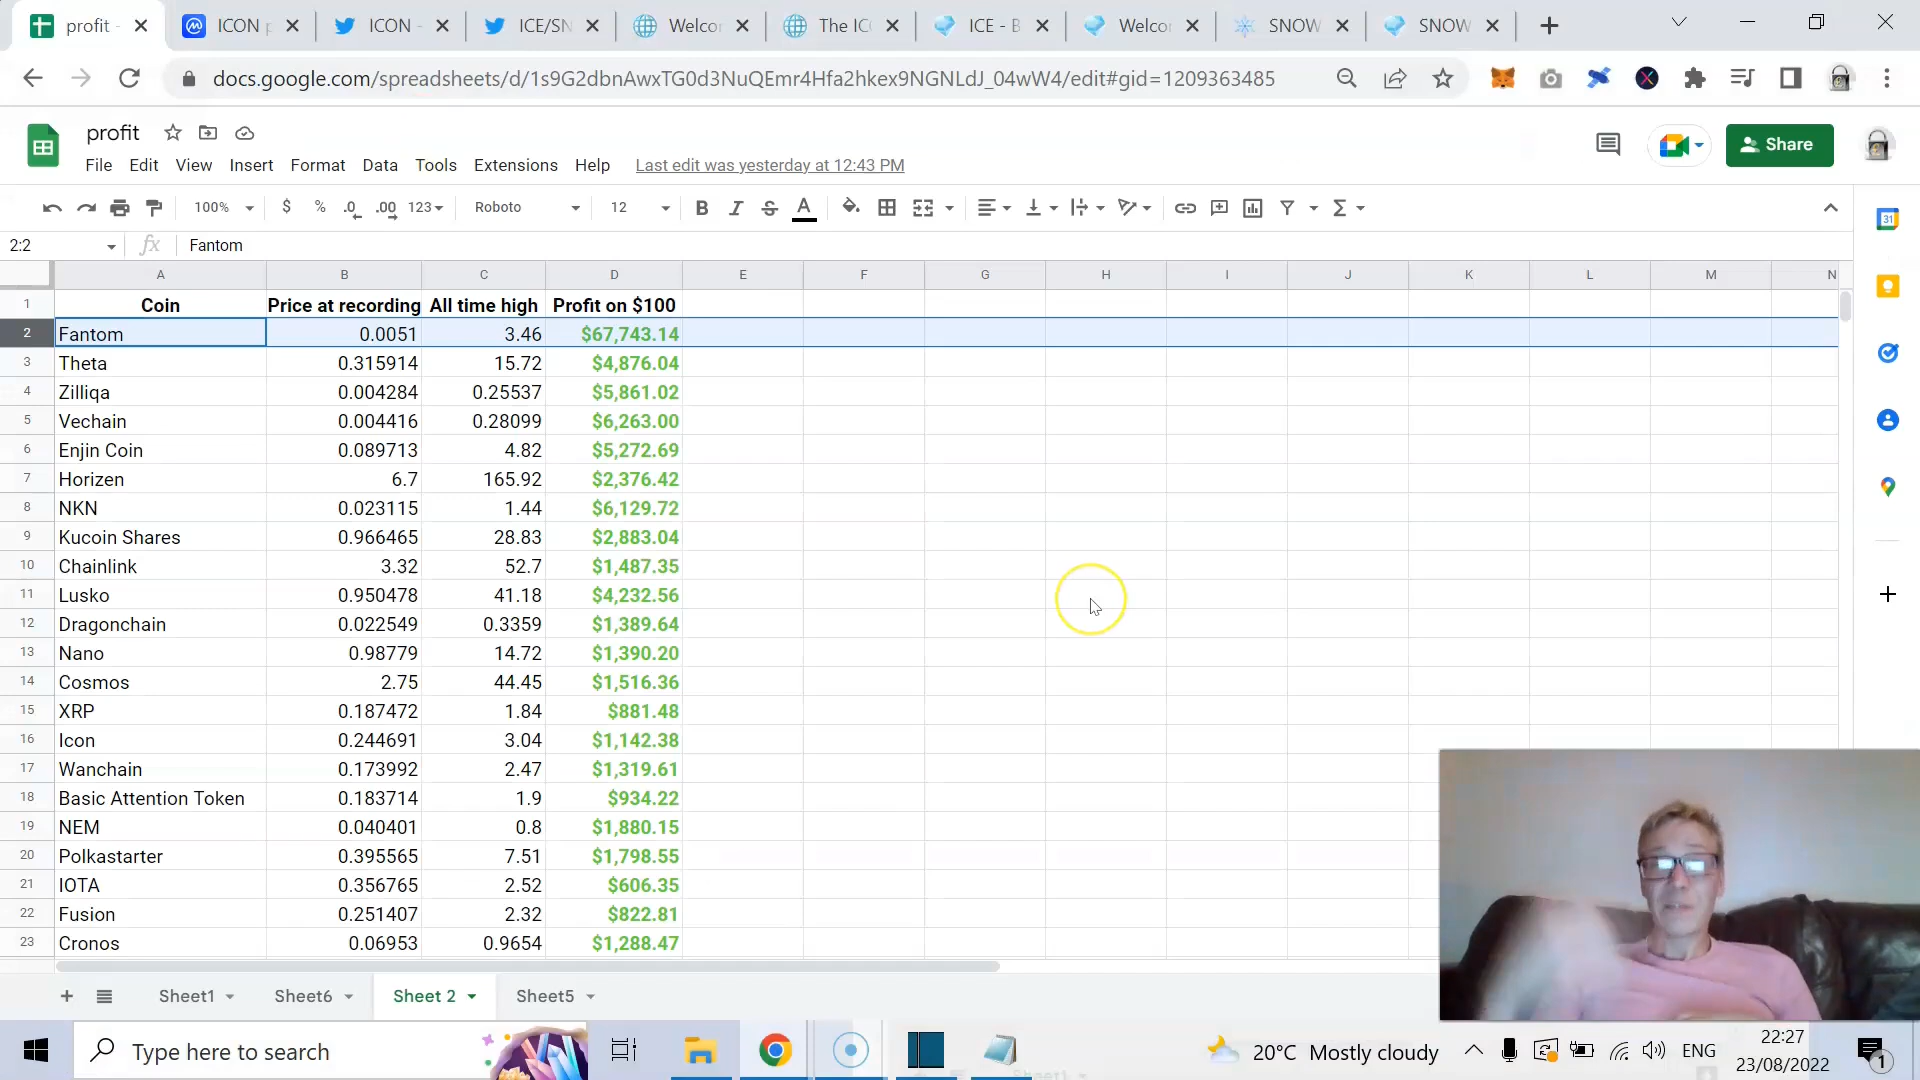 profit -
ICON p
ICON -
ICE/SN
Welcor
The ICO
ICE - B
Welcor
SNOW
SNOW
docs.google.com/spreadsheets/d/1s9G2dbnAwxTG0d3NuQEmr4Hfa2hkex9NGNLdJ_04wW4/edit#gid=1209363485
profit
Share
File Edit View Insert Format Data Tools Extensions Help Last edit was yesterday at 12:43 PM
100% $ % .0 .00 123 Roboto 12 B I S A
2:2 fx Fantom
A B C D E F G H I J K L M N
1 Coin Price at recording All time high Profit on $100
2 Fantom 0.0051 3.46 $67,743.14
3 Theta 0.315914 15.72 $4,876.04
4 Zilliqa 0.004284 0.25537 $5,861.02
5 Vechain 0.004416 0.28099 $6,263.00
6 Enjin Coin 0.089713 4.82 $5,272.69
7 Horizen 6.7 165.92 $2,376.42
8 NKN 0.023115 1.44 $6,129.72
9 Kucoin Shares 0.966465 28.83 $2,883.04
10 Chainlink 3.32 52.7 $1,487.35
11 Lusko 0.950478 41.18 $4,232.56
12 Dragonchain 0.022549 0.3359 $1,389.64
13 Nano 0.98779 14.72 $1,390.20
14 Cosmos 2.75 44.45 $1,516.36
15 XRP 0.187472 1.84 $881.48
16 Icon 0.244691 3.04 $1,142.38
17 Wanchain 0.173992 2.47 $1,319.61
18 Basic Attention Token 0.183714 1.9 $934.22
19 NEM 0.040401 0.8 $1,880.15
20 Polkastarter 0.395565 7.51 $1,798.55
21 IOTA 0.356765 2.52 $606.35
22 Fusion 0.251407 2.32 $822.81
23 Cronos 0.06953 0.9654 $1,288.47
Sheet1 Sheet6 Sheet 2 Sheet5
Type here to search
20°C Mostly cloudy
ENG
22:27
23/08/2022
1
31